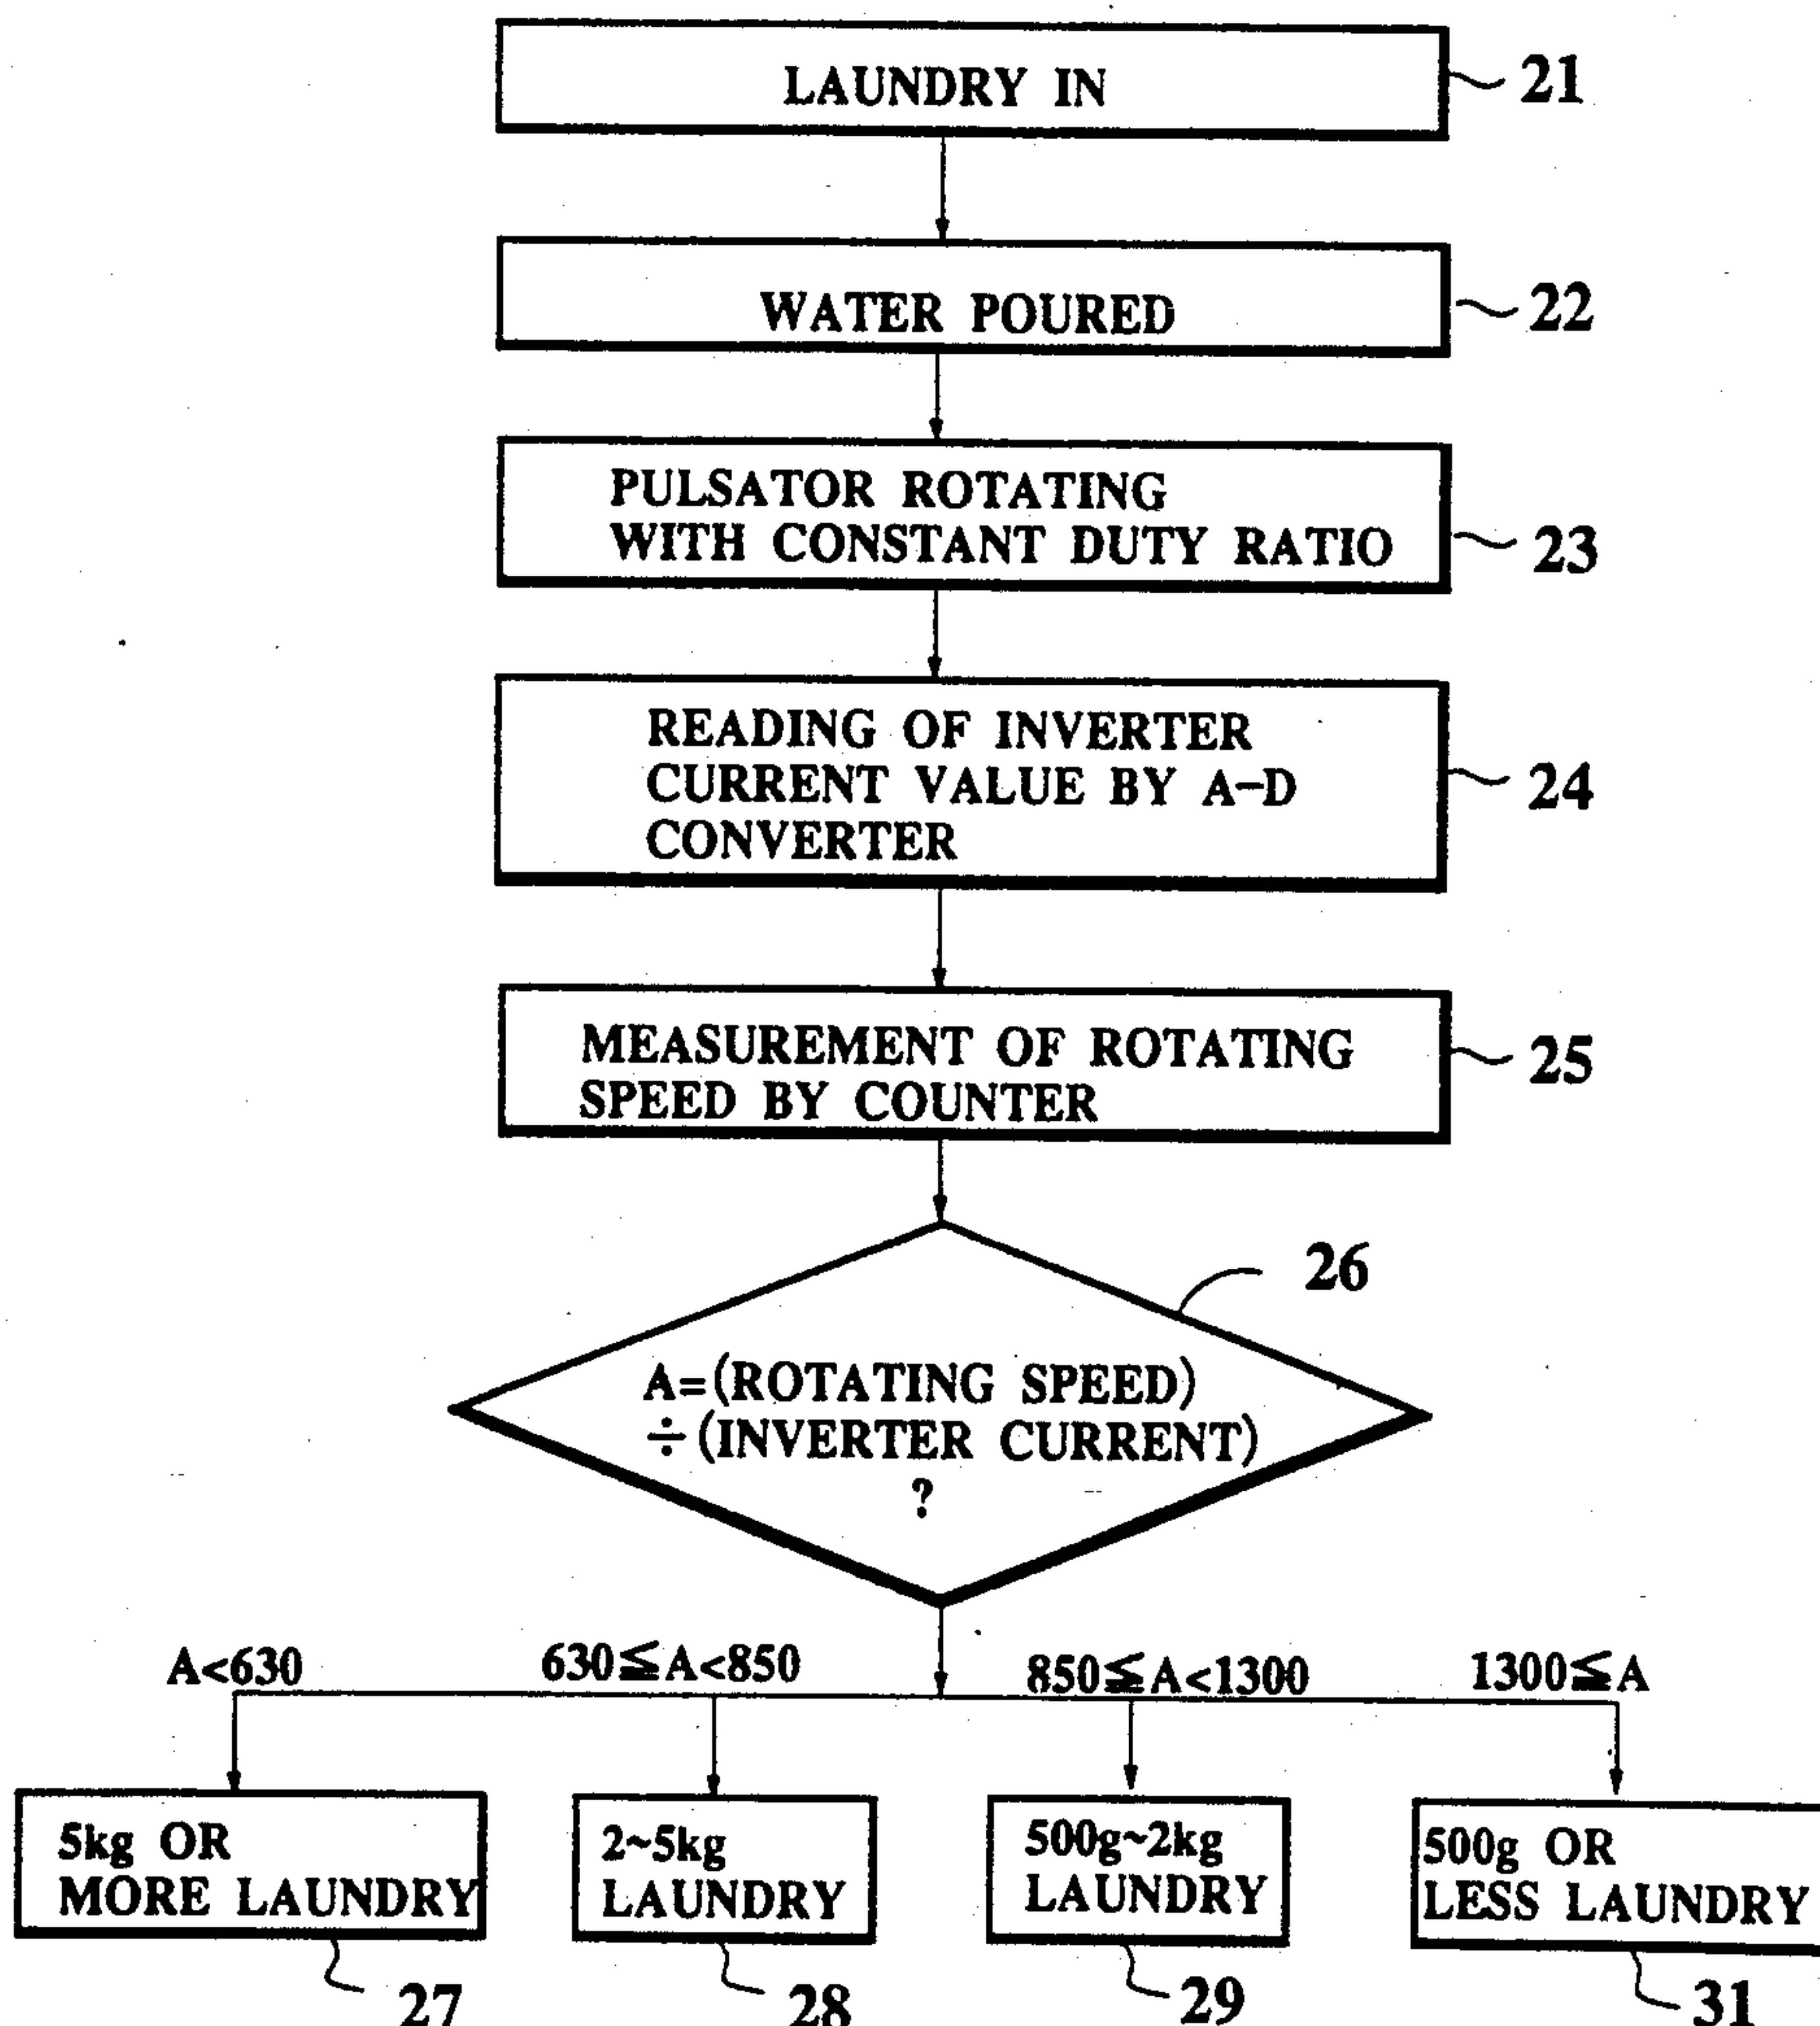 LAUNDRY IN
21
WATER POURED
22
PULSATOR ROTATING
WITH CONSTANT DUTY RATIO
23
READING OF INVERTER
CURRENT VALUE BY A-D
CONVERTER
24
MEASUREMENT OF ROTATING
SPEED BY COUNTER
25
26
A=(ROTATING SPEED)
÷(INVERTER CURRENT)
?
A<630
630≦A<850
850≦A<1300
1300≦A
5kg OR
MORE LAUNDRY
27
2~5kg
LAUNDRY
28
500g~2kg
LAUNDRY
29
500g OR
LESS LAUNDRY
31